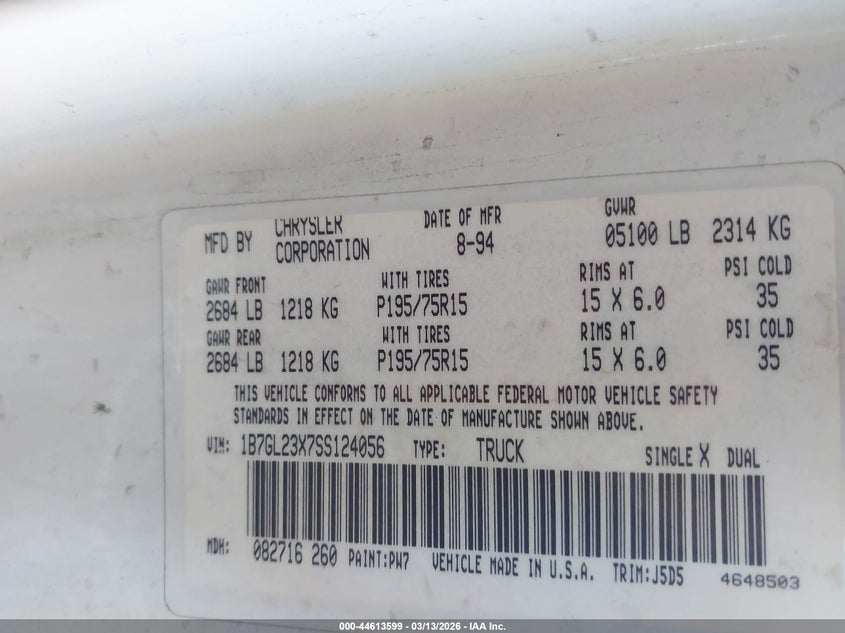 MFD BY CHRYSLER CORPORATION DATE OF MFR 8-94 GVWR 05100 LB 2314 KG
GAWR FRONT WITH TIRES RIMS AT PSI COLD
2684 LB 1218 KG P195/75R15 15 X 6.0 35
GAWR REAR WITH TIRES RIMS AT PSI COLD
2684 LB 1218 KG P195/75R15 15 X 6.0 35
THIS VEHICLE CONFORMS TO ALL APPLICABLE FEDERAL MOTOR VEHICLE SAFETY
STANDARDS IN EFFECT ON THE DATE OF MANUFACTURE SHOWN ABOVE.
VIN: 1B7GL23X7SS124056 TYPE: TRUCK SINGLE X DUAL
MDH: 082716 260 PAINT:PW7 VEHICLE MADE IN U.S.A. TRIM:J5D5 4648503
000-44613599 - 03/13/2026 - IAA Inc.